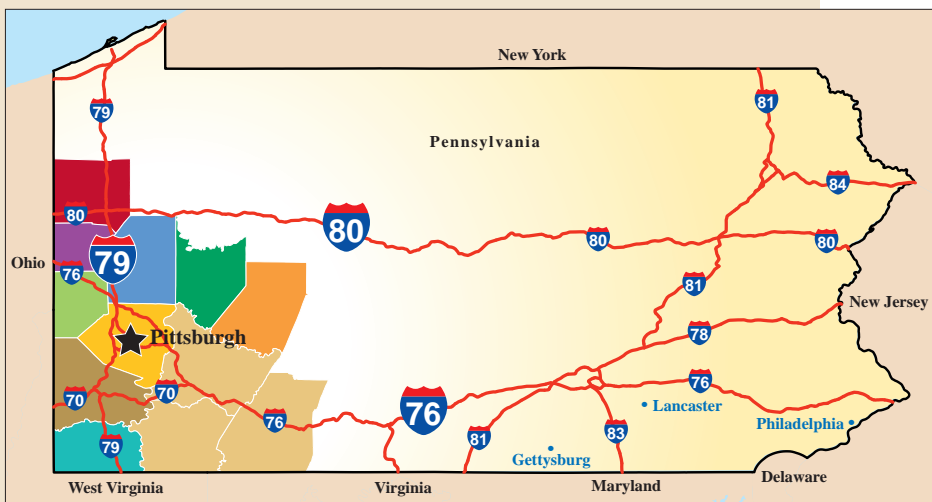 New York
79
81
Pennsylvania
84
80
80
80
80
Ohio
79
76
81
New Jersey
Pittsburgh
78
70
70
76
76
76
Lancaster
Philadelphia
79
81
83
Gettysburg
West Virginia
Virginia
Maryland
Delaware